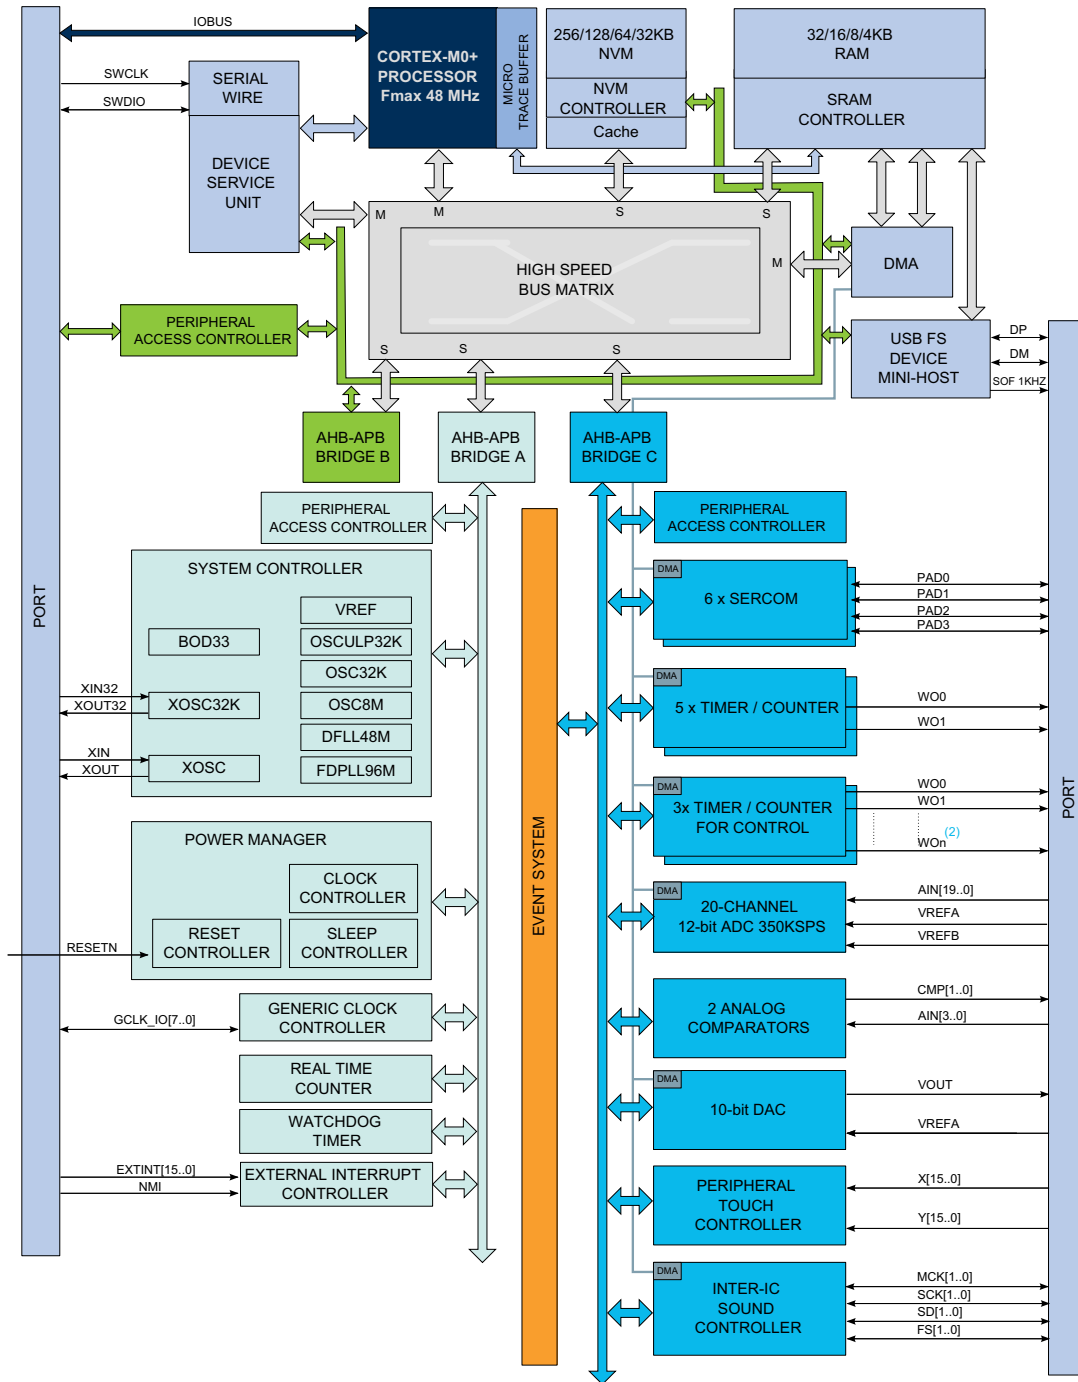 IOBUS
CORTEX-M0+
PROCESSOR
Fmax 48 MHz
MICRO
TRACE BUFFER
256/128/64/32KB
NVM
NVM
CONTROLLER
Cache
32/16/8/4KB
RAM
SRAM
CONTROLLER
SWCLK
SWDIO
SERIAL
WIRE
DEVICE
SERVICE
UNIT
M
M
S
S
M
HIGH SPEED
BUS MATRIX
S
S
S
DMA
PERIPHERAL
ACCESS CONTROLLER
USB FS
DEVICE
MINI-HOST
DP
DM
SOF 1KHZ
AHB-APB
BRIDGE B
AHB-APB
BRIDGE A
AHB-APB
BRIDGE C
PERIPHERAL
ACCESS CONTROLLER
PERIPHERAL
ACCESS CONTROLLER
PORT
SYSTEM CONTROLLER
VREF
BOD33
OSCULP32K
OSC32K
XIN32
XOUT32
XOSC32K
OSC8M
DFLL48M
XIN
XOUT
XOSC
FDPLL96M
POWER MANAGER
CLOCK
CONTROLLER
RESETN
RESET
CONTROLLER
SLEEP
CONTROLLER
GCLK_IO[7..0]
GENERIC CLOCK
CONTROLLER
REAL TIME
COUNTER
WATCHDOG
TIMER
EXTINT[15..0]
NMI
EXTERNAL INTERRUPT
CONTROLLER
EVENT SYSTEM
DMA
6 x SERCOM
PAD0
PAD1
PAD2
PAD3
DMA
5 x TIMER / COUNTER
WO0
WO1
DMA
3x TIMER / COUNTER
FOR CONTROL
WO0
WO1
(2)
WOn
PORT
DMA
20-CHANNEL
12-bit ADC 350KSPS
AIN[19..0]
VREFA
VREFB
2 ANALOG
COMPARATORS
CMP[1..0]
AIN[3..0]
DMA
10-bit DAC
VOUT
VREFA
PERIPHERAL
TOUCH
CONTROLLER
X[15..0]
Y[15..0]
DMA
INTER-IC
SOUND
CONTROLLER
MCK[1..0]
SCK[1..0]
SD[1..0]
FS[1..0]